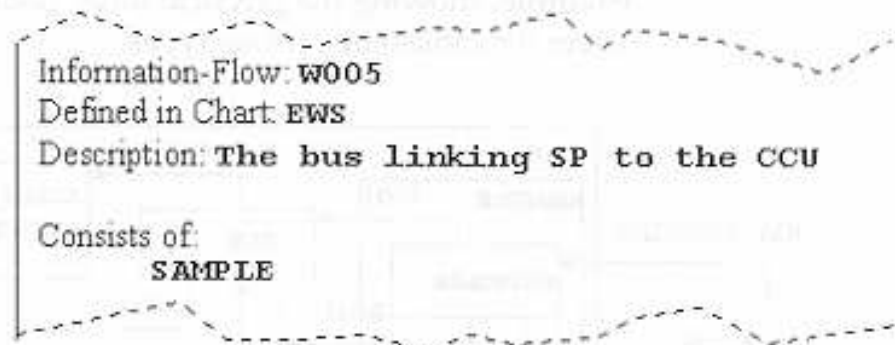 Information-Flow: W005
Defined in Chart: EWS
Description: The bus linking SP to the CCU
Consists of:
SAMPLE